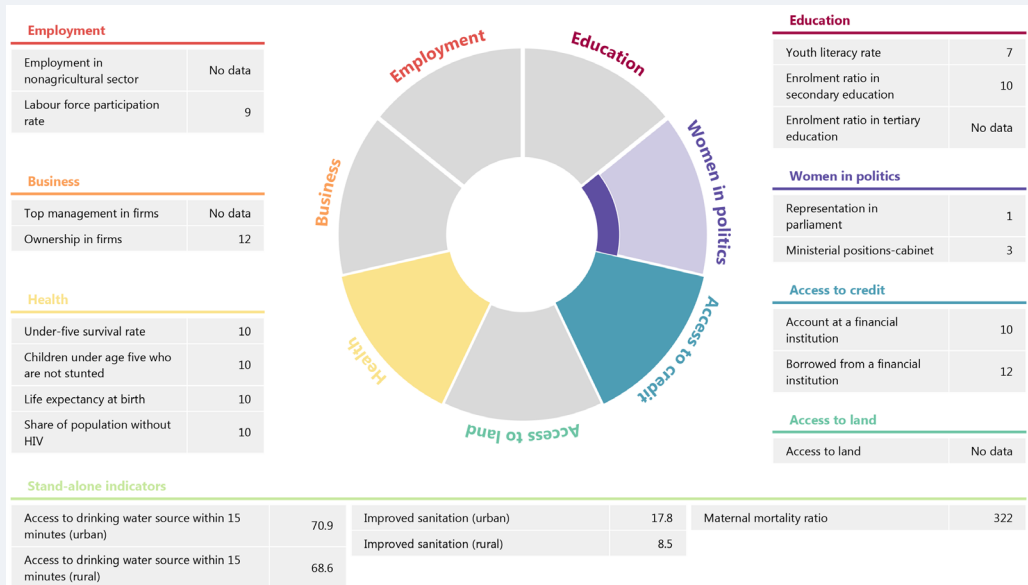 Employment
Employment in
nonagricultural sector
No data
Labour force participation
rate
9
Business
Top management in firms
No data
Ownership in firms
12
Health
Under-five survival rate
10
Children under age five who
are not stunted
10
Life expectancy at birth
10
Share of population without
HIV
10
Employment
Education
Women in politics
Access to credit
Access to land
Health
Business
Education
Youth literacy rate
7
Enrolment ratio in
secondary education
10
Enrolment ratio in tertiary
education
No data
Women in politics
Representation in
parliament
1
Ministerial positions-cabinet
3
Access to credit
Account at a financial
institution
10
Borrowed from a financial
institution
12
Access to land
Access to land
No data
Stand-alone indicators
Access to drinking water source within 15
minutes (urban)
70.9
Access to drinking water source within 15
minutes (rural)
68.6
Improved sanitation (urban)
17.8
Improved sanitation (rural)
8.5
Maternal mortality ratio
322